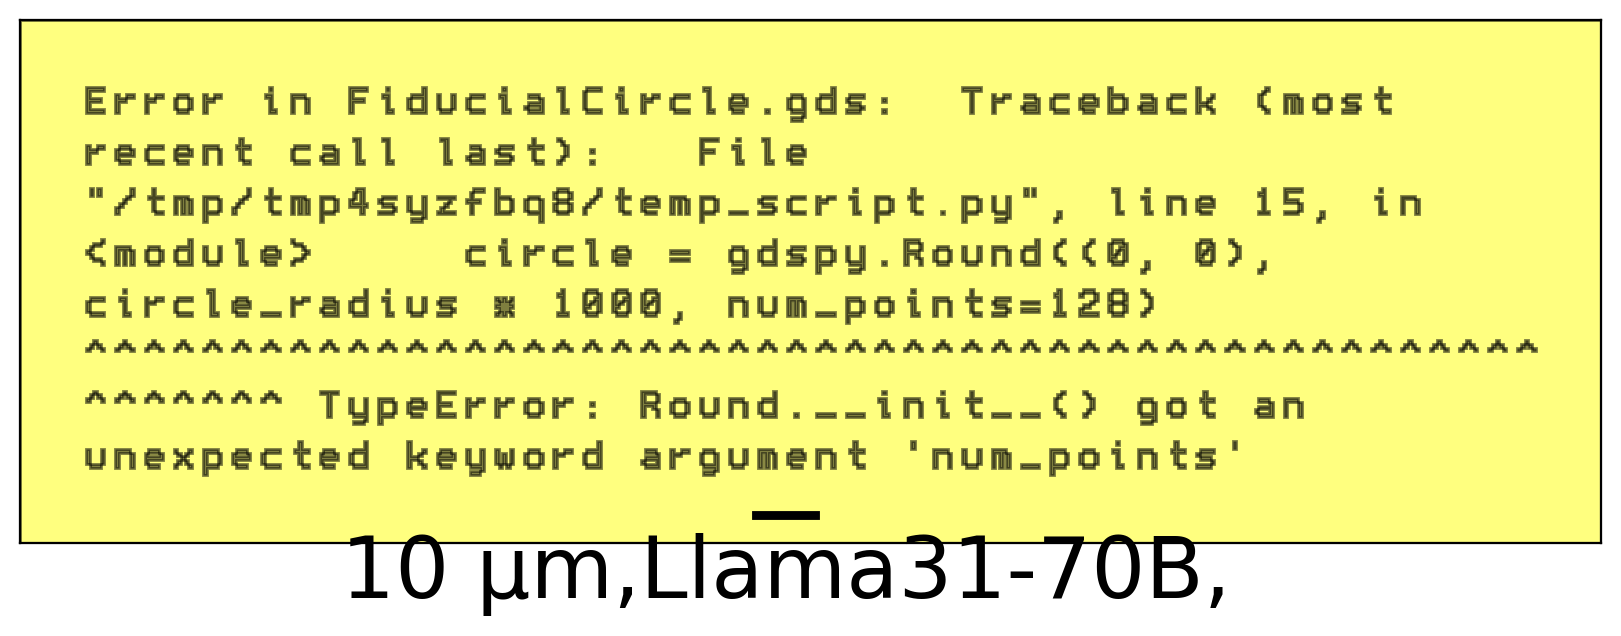 Error in FiducialCircle.gds:  Traceback (most
recent call last):   File
"/tmp/tmp4syzfbq8/temp_script.py", line 15, in
<module>     circle = gdspy.Round((0, 0),
circle_radius * 1000, num_points=128)
^^^^^^^^^^^^^^^^^^^^^^^^^^^^^^^^^^^^^^^^^^^^^^^^^^
^^^^^^^ TypeError: Round.__init__() got an
unexpected keyword argument 'num_points'
10 µm,Llama31-70B,